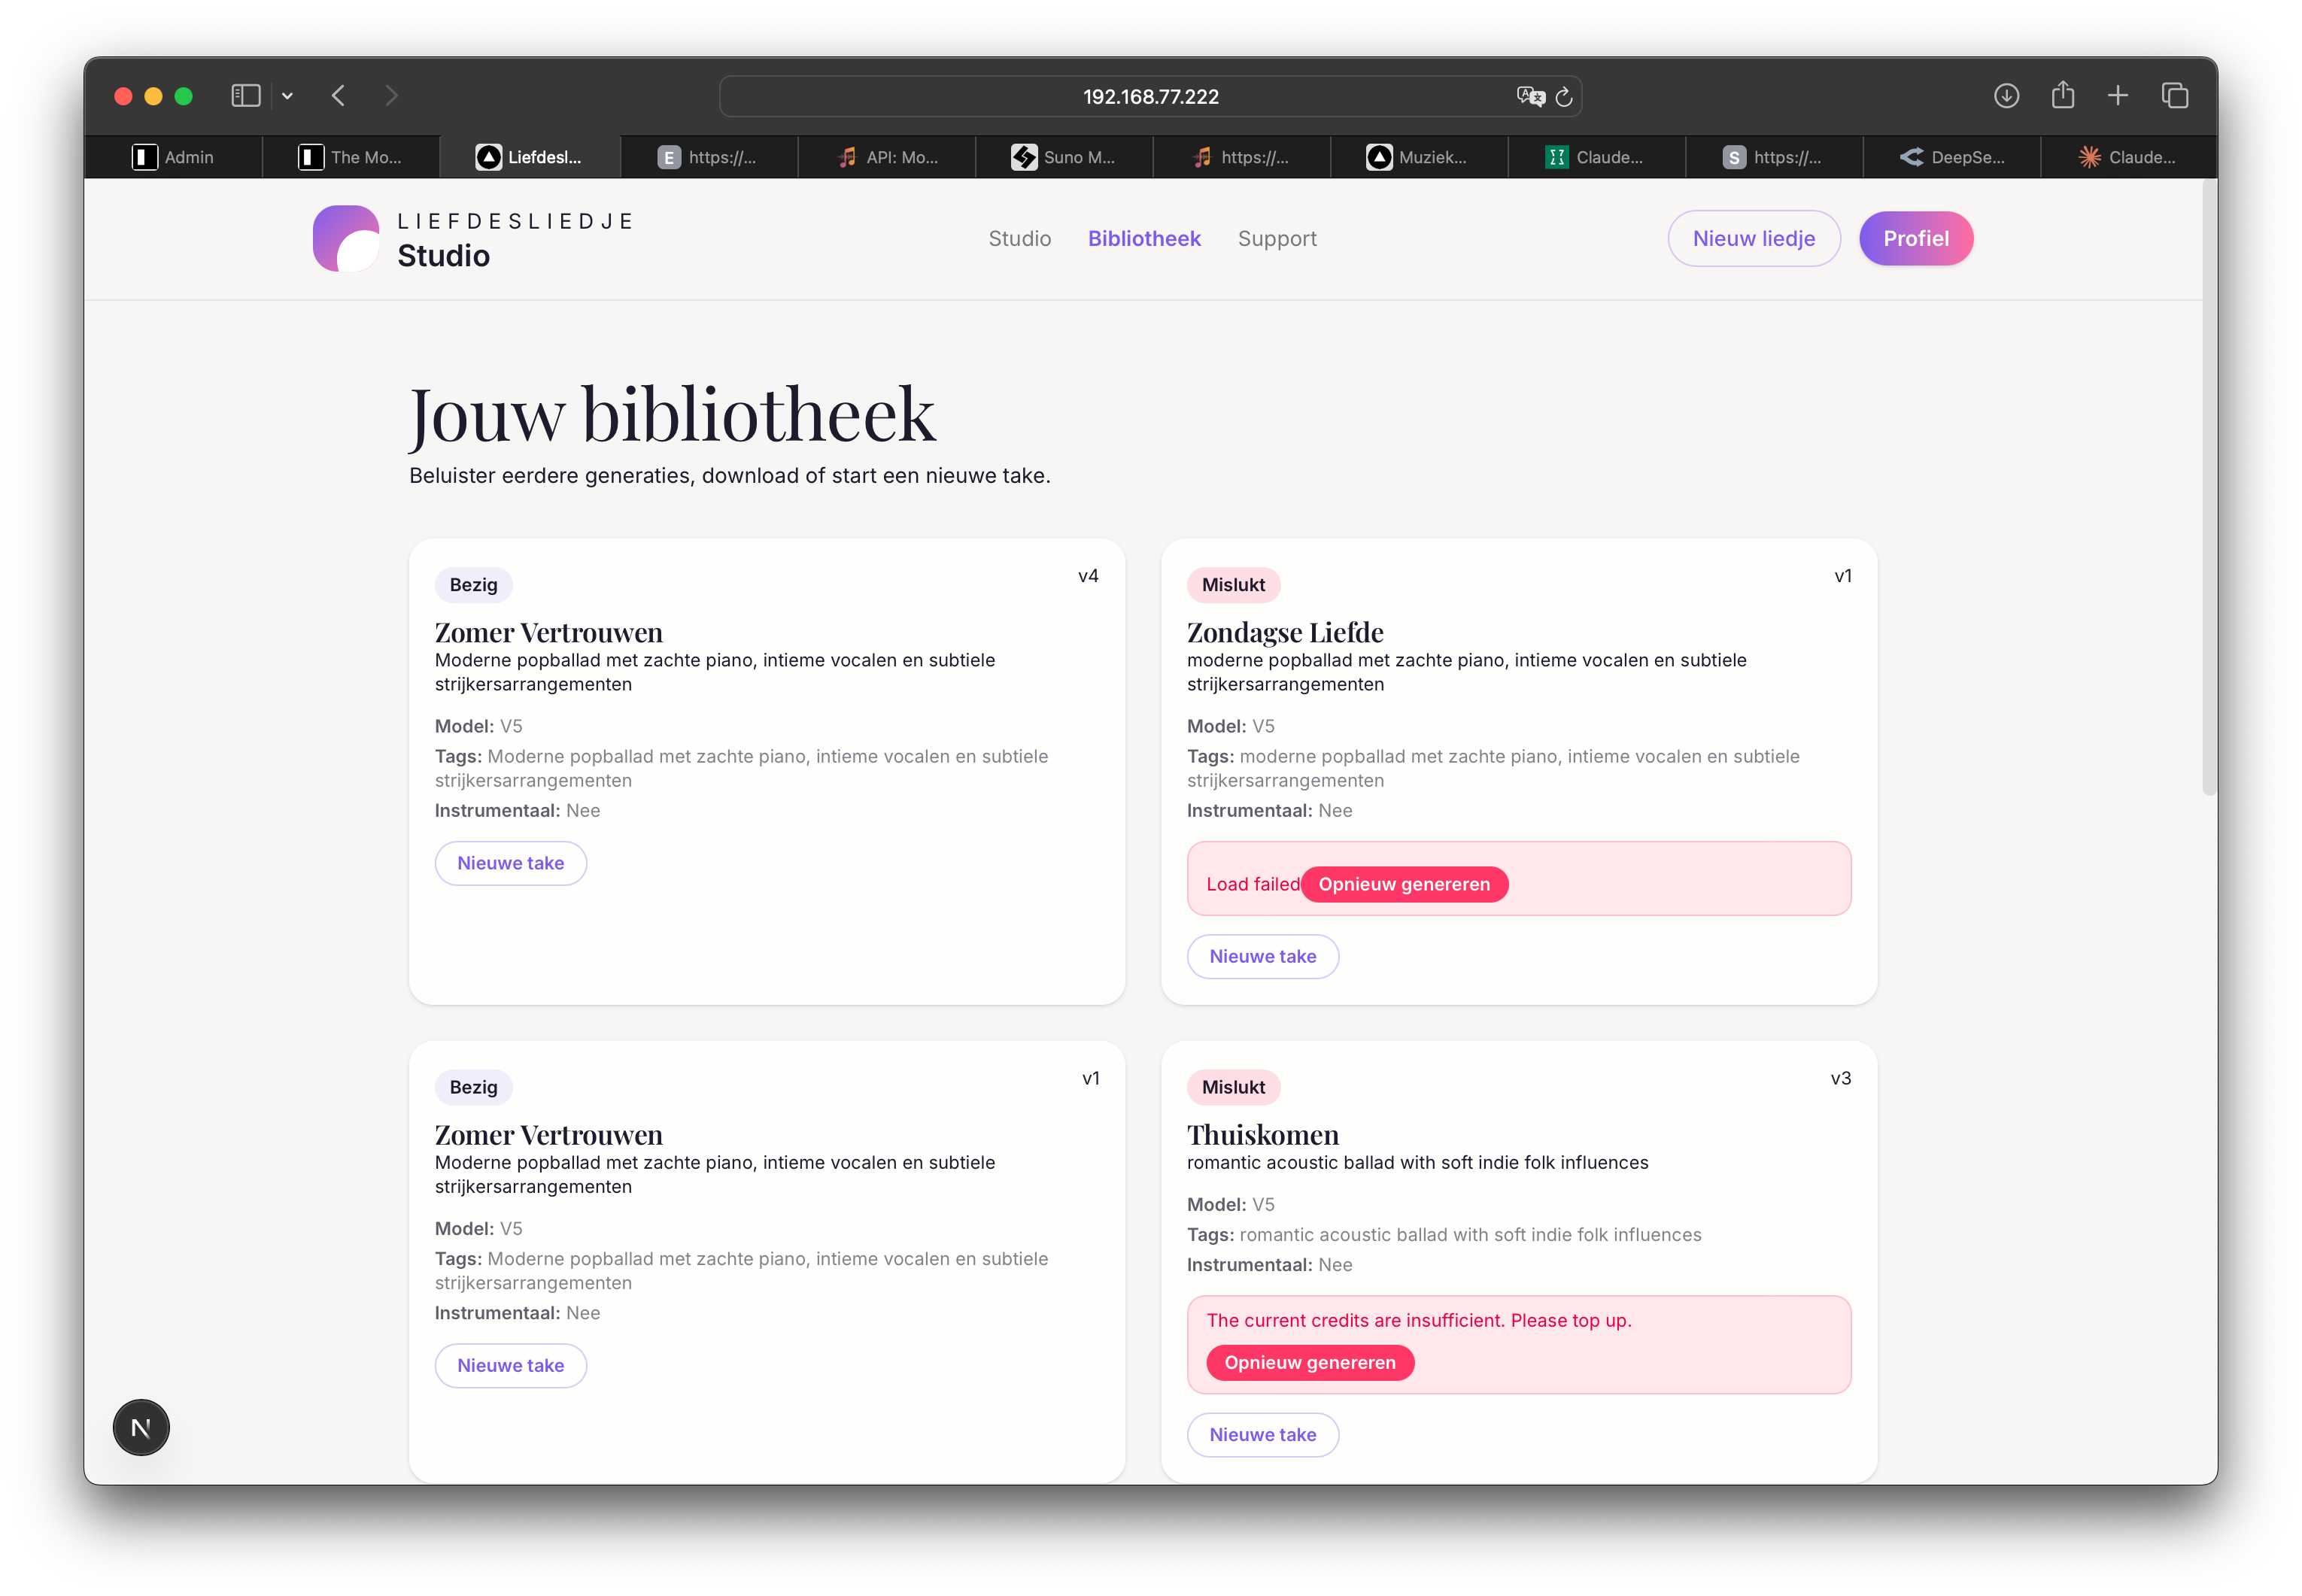 192.168.77.222
Admin
The Mo...
Liefdesl...
E https://...
API: Mo...
Suno M...
https://...
Muziek...
Claude...
S https://...
DeepSe...
Claude...
LIEFDESLIEDJE
Studio
Studio
Bibliotheek
Support
Nieuw liedje
Profiel
Jouw bibliotheek
Beluister eerdere generaties, download of start een nieuwe take.
Bezig
v4
Zomer Vertrouwen
Moderne popballad met zachte piano, intieme vocalen en subtiele
strijkersarrangementen
Model: V5
Tags: Moderne popballad met zachte piano, intieme vocalen en subtiele
strijkersarrangementen
Instrumentaal: Nee
Nieuwe take
Mislukt
v1
Zondagse Liefde
moderne popballad met zachte piano, intieme vocalen en subtiele
strijkersarrangementen
Model: V5
Tags: moderne popballad met zachte piano, intieme vocalen en subtiele
strijkersarrangementen
Instrumentaal: Nee
Load failed
Opnieuw genereren
Nieuwe take
Bezig
v1
Zomer Vertrouwen
Moderne popballad met zachte piano, intieme vocalen en subtiele
strijkersarrangementen
Model: V5
Tags: Moderne popballad met zachte piano, intieme vocalen en subtiele
strijkersarrangementen
Instrumentaal: Nee
Nieuwe take
Mislukt
v3
Thuiskomen
romantic acoustic ballad with soft indie folk influences
Model: V5
Tags: romantic acoustic ballad with soft indie folk influences
Instrumentaal: Nee
The current credits are insufficient. Please top up.
Opnieuw genereren
Nieuwe take
N